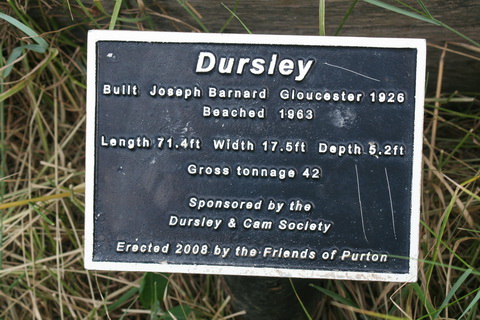 Dursley
Built Joseph Barnard Gloucester 1926
Beached 1963
Length 71.4ft Width 17.5ft Depth 5.2ft
Gross tonnage 42
Sponsored by the
Dursley & Cam Society
Erected 2008 by the Friends of Purton